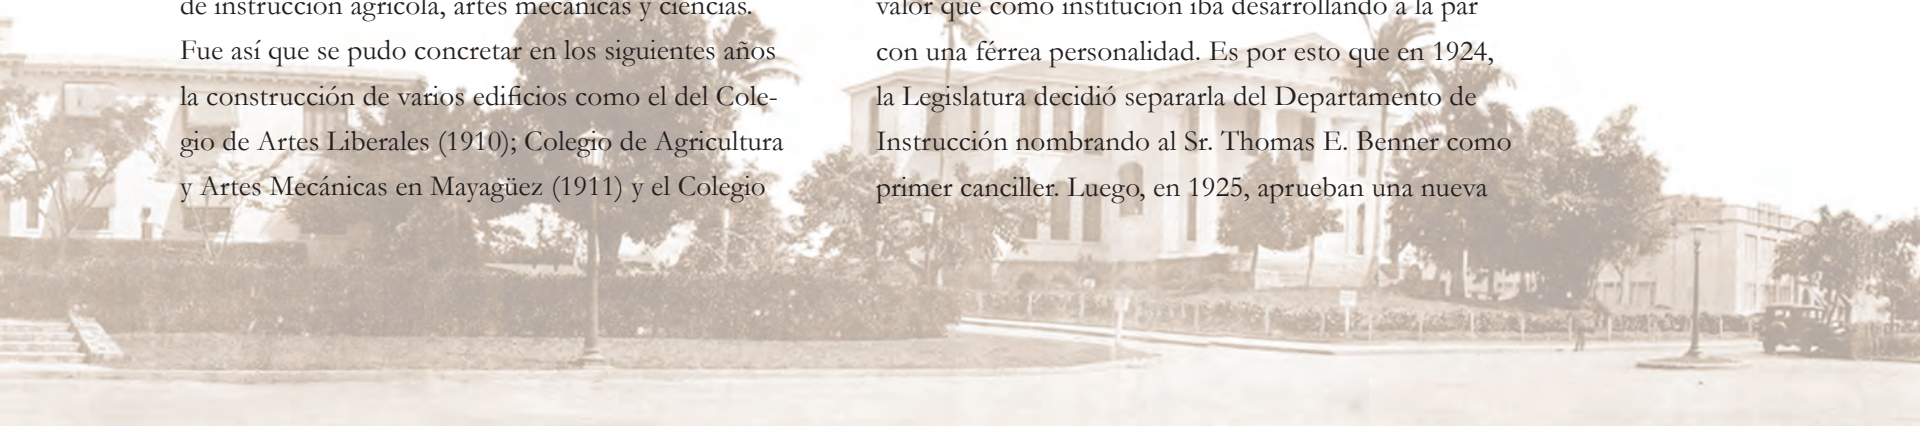 de instrucción agrícola, artes mecánicas y ciencias.
Fue así que se pudo concretar en los siguientes años
la construcción de varios edificios como el del Cole-
gio de Artes Liberales (1910); Colegio de Agricultura
y Artes Mecánicas en Mayagüez (1911) y el Colegio
valor que como institución iba desarrollando a la par
con una férrea personalidad. Es por esto que en 1924,
la Legislatura decidió separarla del Departamento de
Instrucción nombrando al Sr. Thomas E. Benner como
primer canciller. Luego, en 1925, aprueban una nueva